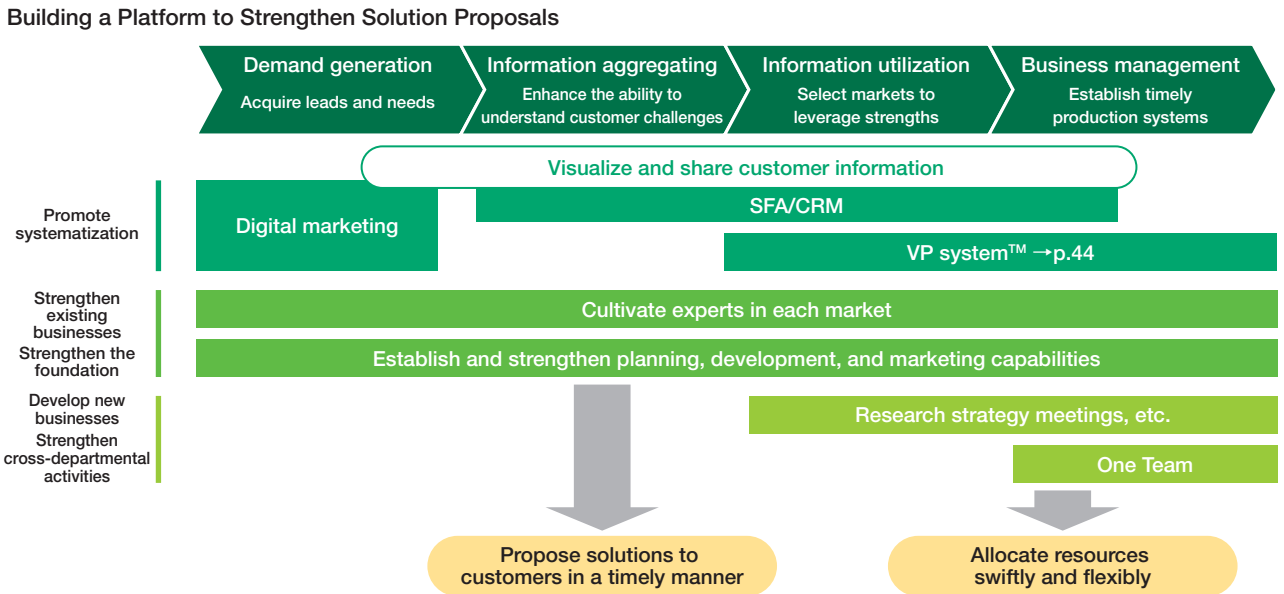 Building a Platform to Strengthen Solution Proposals
Demand generation
Acquire leads and needs
Information aggregating
Enhance the ability to
understand customer challenges
Information utilization
Select markets to
leverage strengths
Business management
Establish timely
production systems
Visualize and share customer information
Promote
systematization
Digital marketing
SFA/CRM
VP system™ →p.44
Strengthen
existing
businesses
Cultivate experts in each market
Strengthen the
foundation
Establish and strengthen planning, development, and marketing capabilities
Develop new
businesses
Research strategy meetings, etc.
Strengthen
cross-departmental
activities
One Team
Propose solutions to
customers in a timely manner
Allocate resources
swiftly and flexibly